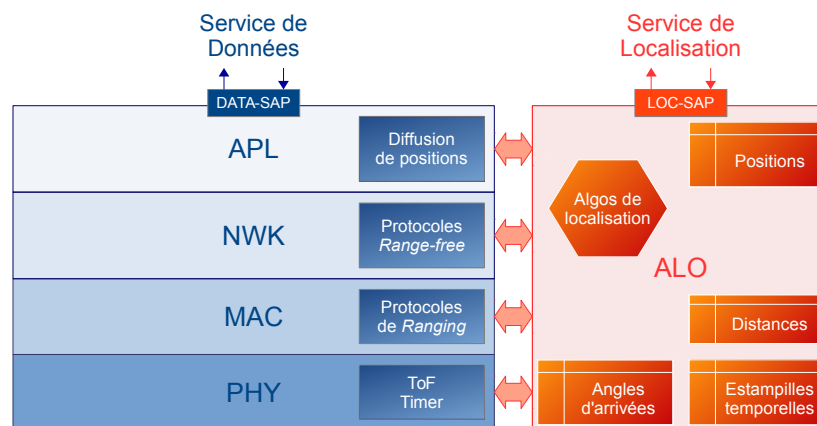 Service de
Données
Service de
Localisation
DATA-SAP
LOC-SAP
APL
Diffusion
de positions
Positions
Algos de
localisation
NWK
Protocoles
Range-free
ALO
MAC
Protocoles
de Ranging
Distances
PHY
ToF
Timer
Angles
d'arrivées
Estampilles
temporelles